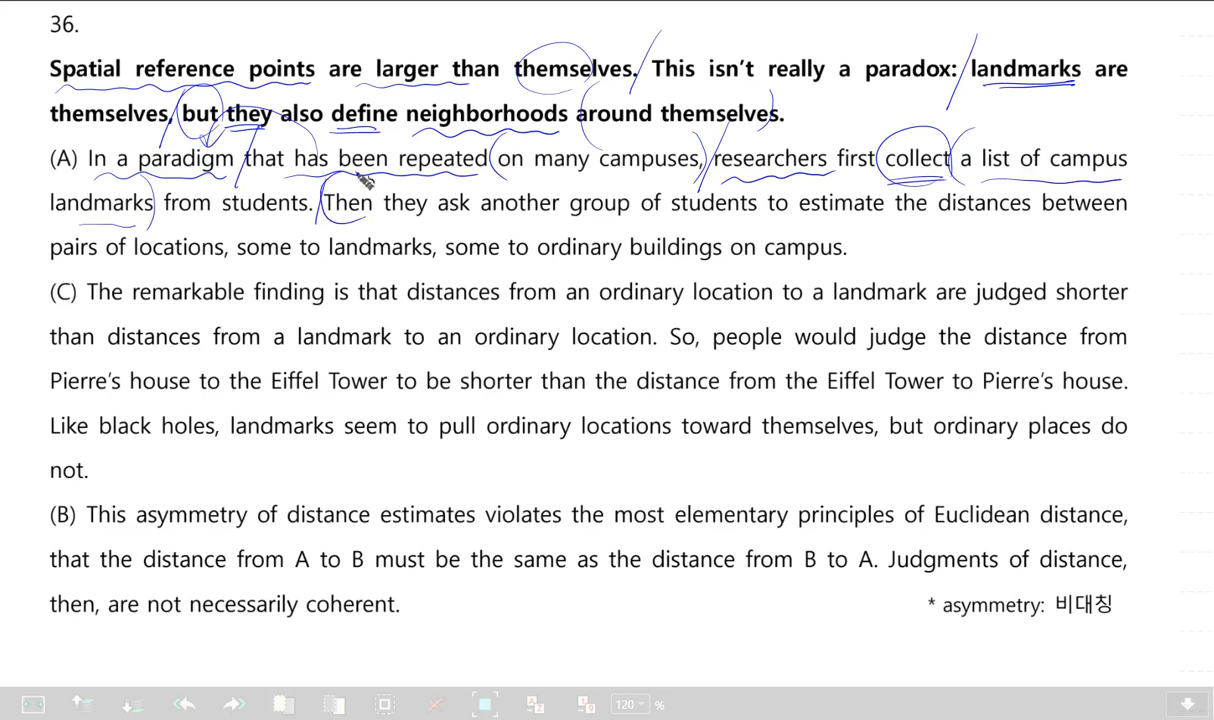 36.
Spatial reference points are larger than themselves. This isn't really a paradox: landmarks are
themselves, but they also define neighborhoods around themselves.
(A) In a paradigm that has been repeated on many campuses, researchers first collect a list of campus
landmarks from students. Then they ask another group of students to estimate the distances between
pairs of locations, some to landmarks, some to ordinary buildings on campus.
(C) The remarkable finding is that distances from an ordinary location to a landmark are judged shorter
than distances from a landmark to an ordinary location. So, people would judge the distance from
Pierre's house to the Eiffel Tower to be shorter than the distance from the Eiffel Tower to Pierre's house.
Like black holes, landmarks seem to pull ordinary locations toward themselves, but ordinary places do
not.
(B) This asymmetry of distance estimates violates the most elementary principles of Euclidean distance,
that the distance from A to B must be the same as the distance from B to A. Judgments of distance,
then, are not necessarily coherent. * asymmetry: 비대칭
120 %